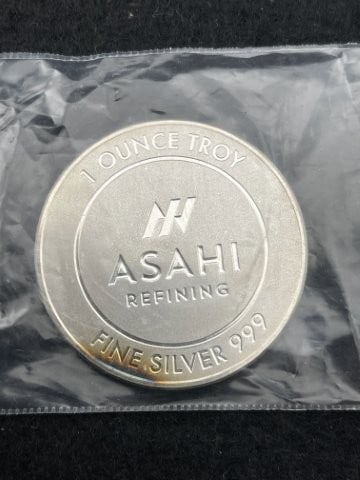 1 OUNCE TROY
ASAHI
REFINING
FINE SILVER 999